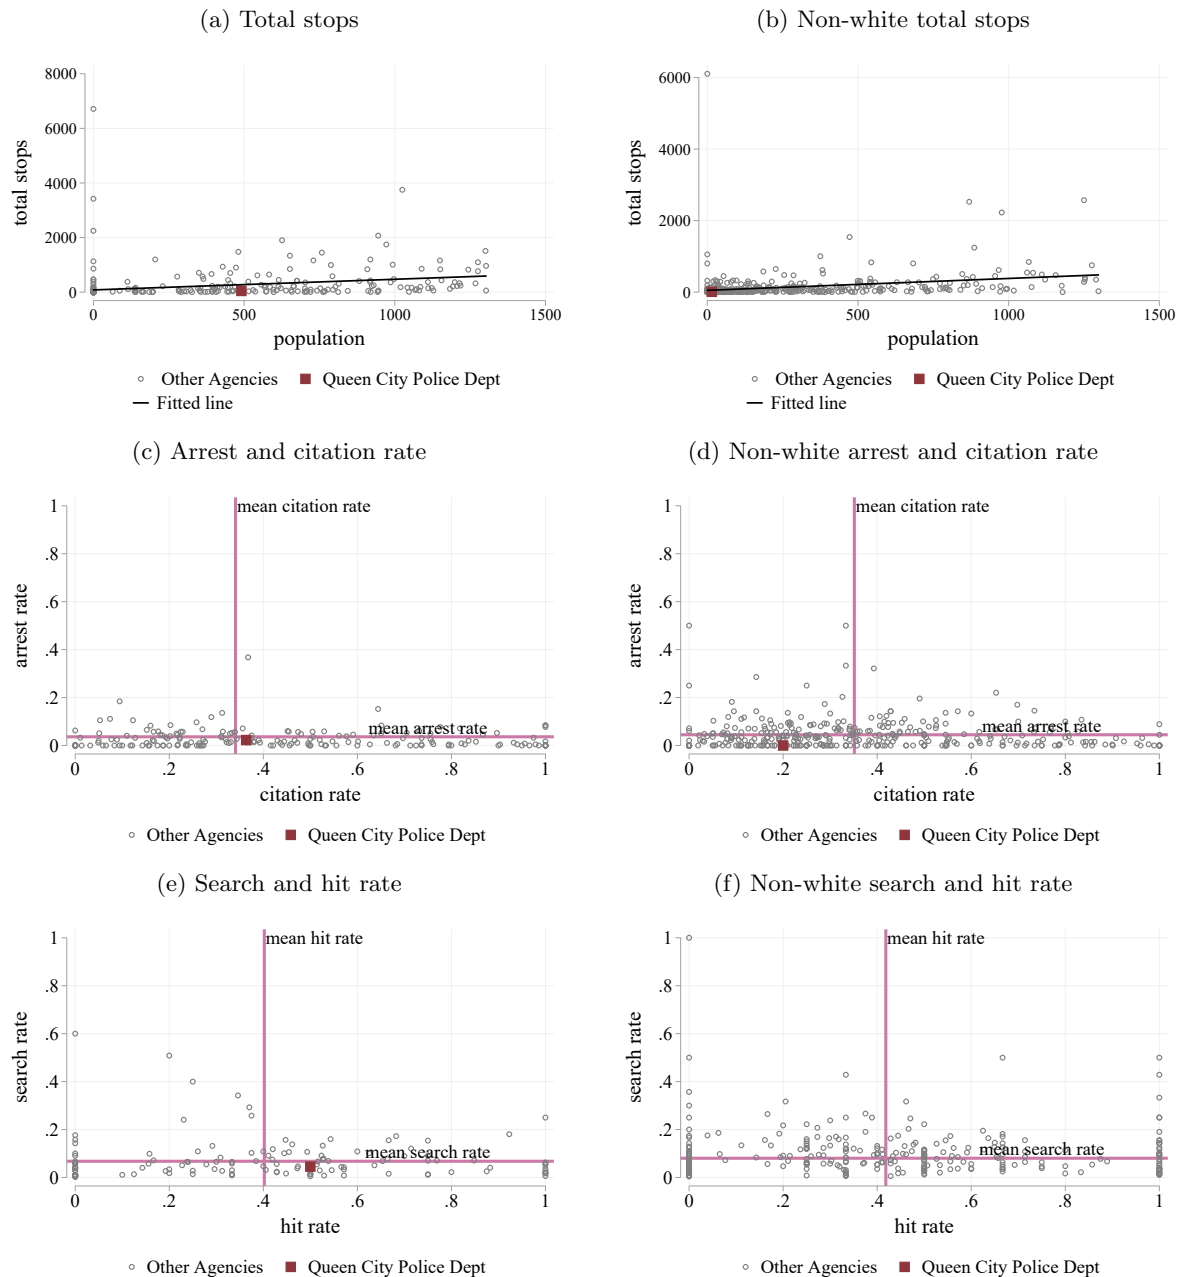 (a) Total stops
8000
6000
4000
2000
0
total stops
0 500 1000 1500
population
Other Agencies Queen City Police Dept
Fitted line
(b) Non-white total stops
6000
4000
2000
0
total stops
0 500 1000 1500
population
Other Agencies Queen City Police Dept
Fitted line
(c) Arrest and citation rate
1
.8
.6
.4
.2
0
arrest rate
mean citation rate
mean arrest rate
0 .2 .4 .6 .8 1
citation rate
Other Agencies Queen City Police Dept
(d) Non-white arrest and citation rate
1
.8
.6
.4
.2
0
arrest rate
mean citation rate
mean arrest rate
0 .2 .4 .6 .8 1
citation rate
Other Agencies Queen City Police Dept
(e) Search and hit rate
1
.8
.6
.4
.2
0
search rate
mean hit rate
mean search rate
0 .2 .4 .6 .8 1
hit rate
Other Agencies Queen City Police Dept
(f) Non-white search and hit rate
1
.8
.6
.4
.2
0
search rate
mean hit rate
mean search rate
0 .2 .4 .6 .8 1
hit rate
Other Agencies Queen City Police Dept